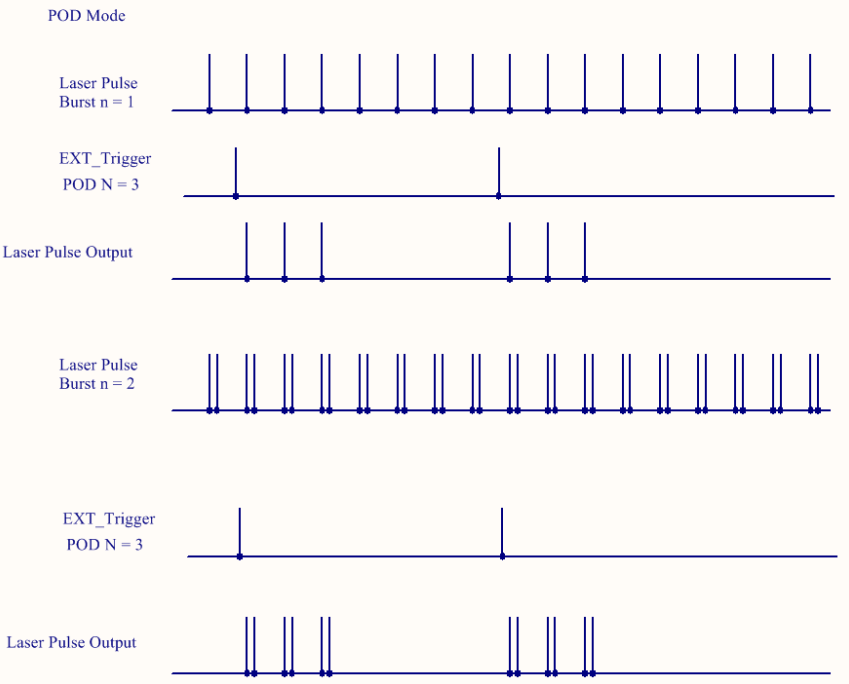 POD Mode
Laser Pulse
Burst n = 1
EXT_Trigger
POD N = 3
Laser Pulse Output
Laser Pulse
Burst n = 2
EXT_Trigger
POD N = 3
Laser Pulse Output